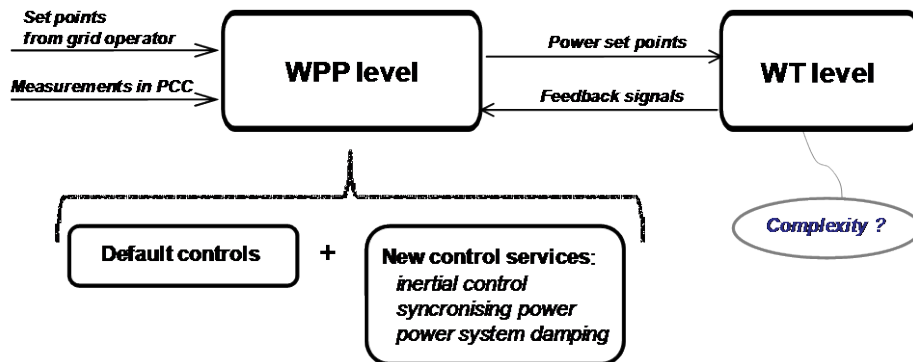 Set points
from grid operator
Measurements in PCC
WPP level
Power set points
Feedback signals
WT level
Complexity ?
Default controls
+
New control services:
inertial control
syncronising power
power system damping